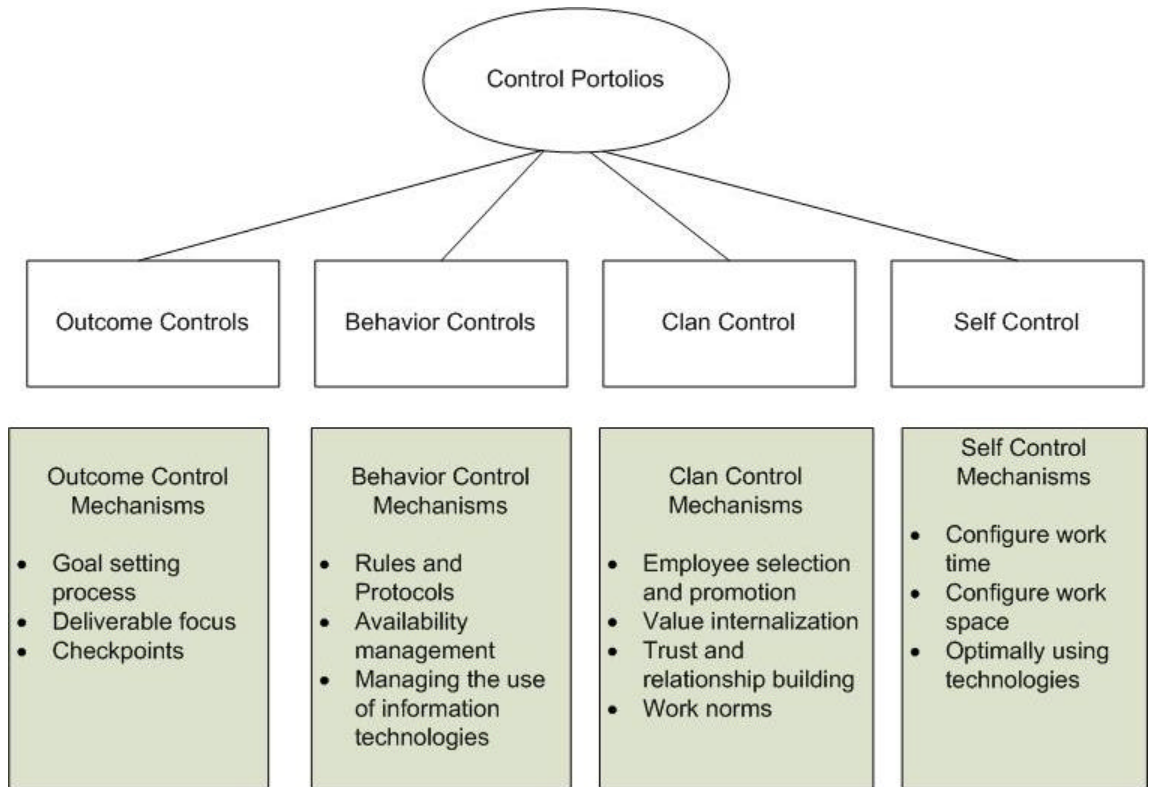 Control Portolios
Outcome Controls
Behavior Controls
Clan Control
Self Control
Outcome Control
Mechanisms
• Goal setting
process
• Deliverable focus
• Checkpoints
Behavior Control
Mechanisms
• Rules and
Protocols
• Availability
management
• Managing the use
of information
technologies
Clan Control
Mechanisms
• Employee selection
and promotion
• Value internalization
• Trust and
relationship building
• Work norms
Self Control
Mechanisms
• Configure work
time
• Configure work
space
• Optimally using
technologies